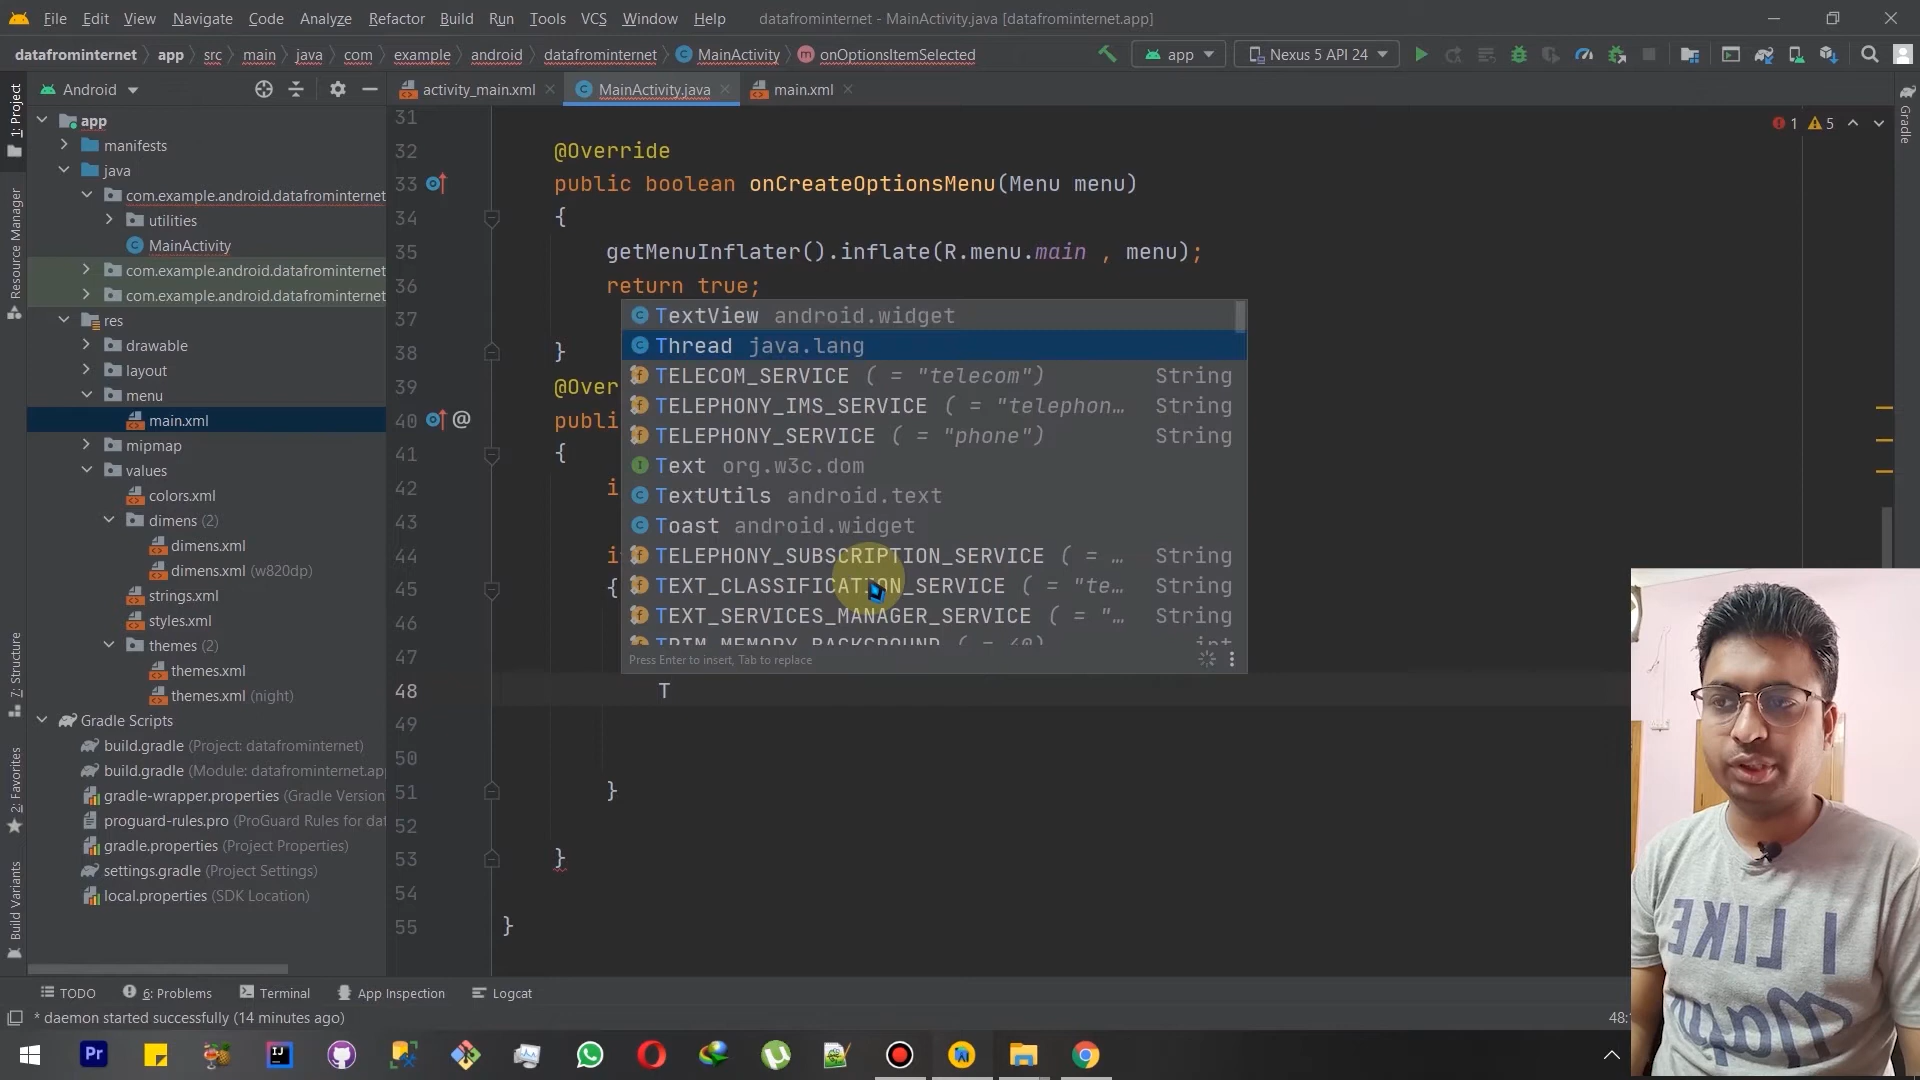 File Edit View Navigate Code Analyze Refactor Build Run Tools VCS Window Help datafrominternet - MainActivity.java [datafrominternet.app]
datafrominternet app src main java com example android datafrominternet MainActivity onOptionsItemSelected app Nexus 5 API 24
Android
activity_main.xml MainActivity.java main.xml
1: Project
Resource Manager
7: Structure
2: Favorites
Build Variants
Gradle
app
manifests
java
com.example.android.datafrominternet
utilities
MainActivity
com.example.android.datafrominternet
com.example.android.datafrominternet
res
drawable
layout
menu
main.xml
mipmap
values
colors.xml
dimens (2)
dimens.xml
dimens.xml (w820dp)
strings.xml
styles.xml
themes (2)
themes.xml
themes.xml (night)
Gradle Scripts
build.gradle (Project: datafrominternet)
build.gradle (Module: datafrominternet.app
gradle-wrapper.properties (Gradle Version
proguard-rules.pro (ProGuard Rules for dat
gradle.properties (Project Properties)
settings.gradle (Project Settings)
local.properties (SDK Location)
1 5
31
32 @Override
33 public boolean onCreateOptionsMenu(Menu menu)
34 {
35 getMenuInflater().inflate(R.menu.main , menu);
36 return true;
37
38 }
39 @Over
40 @ publi
41 {
42 i
43
44 i
45 {
46
47
48 T
49
50
51 }
52
53 }
54
55 }
TextView android.widget
Thread java.lang
TELECOM_SERVICE ( = "telecom") String
TELEPHONY_IMS_SERVICE ( = "telephon… String
TELEPHONY_SERVICE ( = "phone") String
Text org.w3c.dom
TextUtils android.text
Toast android.widget
TELEPHONY_SUBSCRIPTION_SERVICE ( = … String
TEXT_CLASSIFICATION_SERVICE ( = "te… String
TEXT_SERVICES_MANAGER_SERVICE ( = "… String
TRIM_MEMORY_BACKGROUND ( = 40) int
Press Enter to insert, Tab to replace
I LIKE
TODO 6: Problems Terminal App Inspection Logcat
* daemon started successfully (14 minutes ago)
48:
Pr
IJ